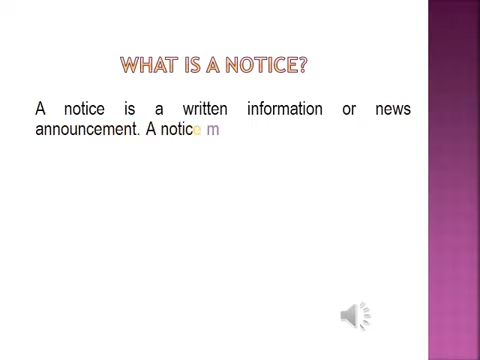 WHAT IS A NOTICE?
A notice is a written information or news
announcement. A notice m